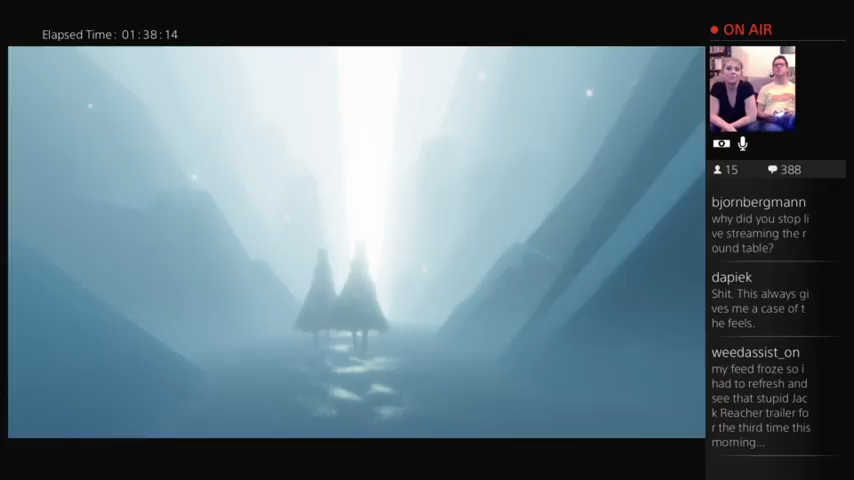 Elapsed Time: 01:38:14
ON AIR
15 388
bjornbergmann
why did you stop li
ve streaming the r
ound table?
dapiek
Shit. This always gi
ves me a case of t
he feels.
weedassist_on
my feed froze so i
had to refresh and
see that stupid Jac
k Reacher trailer fo
r the third time this
morning...